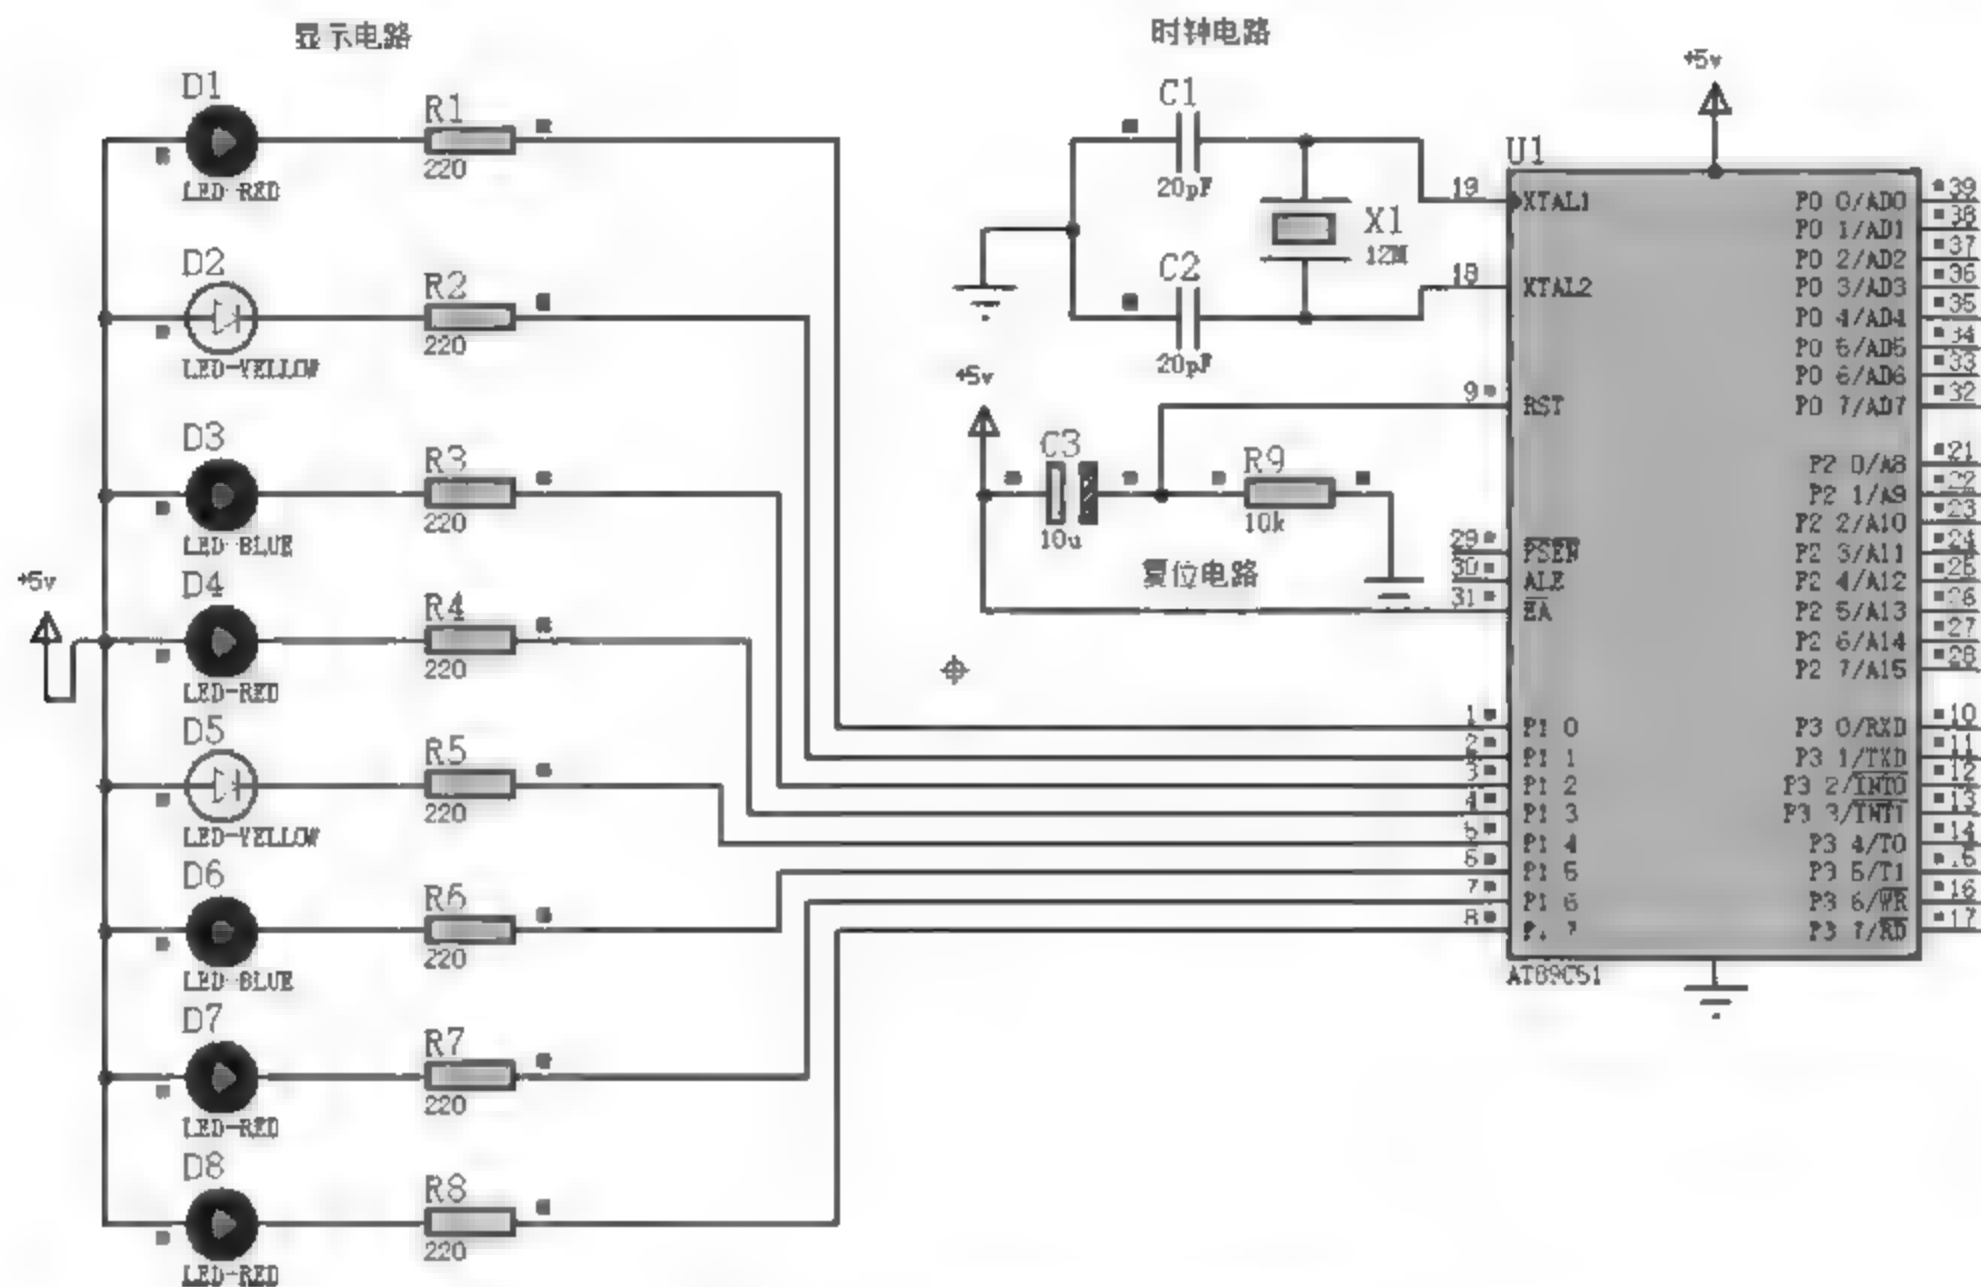 显示电路
D1
LED-RED
R1
220
D2
LED-YELLOW
R2
220
D3
LED-BLUE
R3
220
+5v
D4
LED-RED
R4
220
D5
LED-YELLOW
R5
220
D6
LED-BLUE
R6
220
D7
LED-RED
R7
220
D8
LED-RED
R8
220
时钟电路
C1
20pF
C2
20pF
X1
12M
+5v
C3
10u
R9
10k
复位电路
+5v
U1
19 XTAL1
18 XTAL2
9 RST
29 PSEN
30 ALE
31 EA
1 P1 0
2 P1 1
3 P1 2
4 P1 3
5 P1 4
6 P1 5
7 P1 6
8
P0 0/AD0 39
P0 1/AD1 38
P0 2/AD2 37
P0 3/AD3 36
P0 4/AD4 35
P0 5/AD5 34
P0 6/AD6 33
P0 7/AD7 32
P2 0/A8 21
P2 1/A9 22
P2 2/A10 23
P2 3/A11 24
P2 4/A12 25
P2 5/A13 26
P2 6/A14 27
P2 7/A15 28
P3 0/RXD 10
P3 1/TXD 11
P3 2/INT0 12
P3 3/INT1 13
P3 4/T0 14
P3 5/T1
P3 6/WR 16
P3 7/RD 17
AT89C51